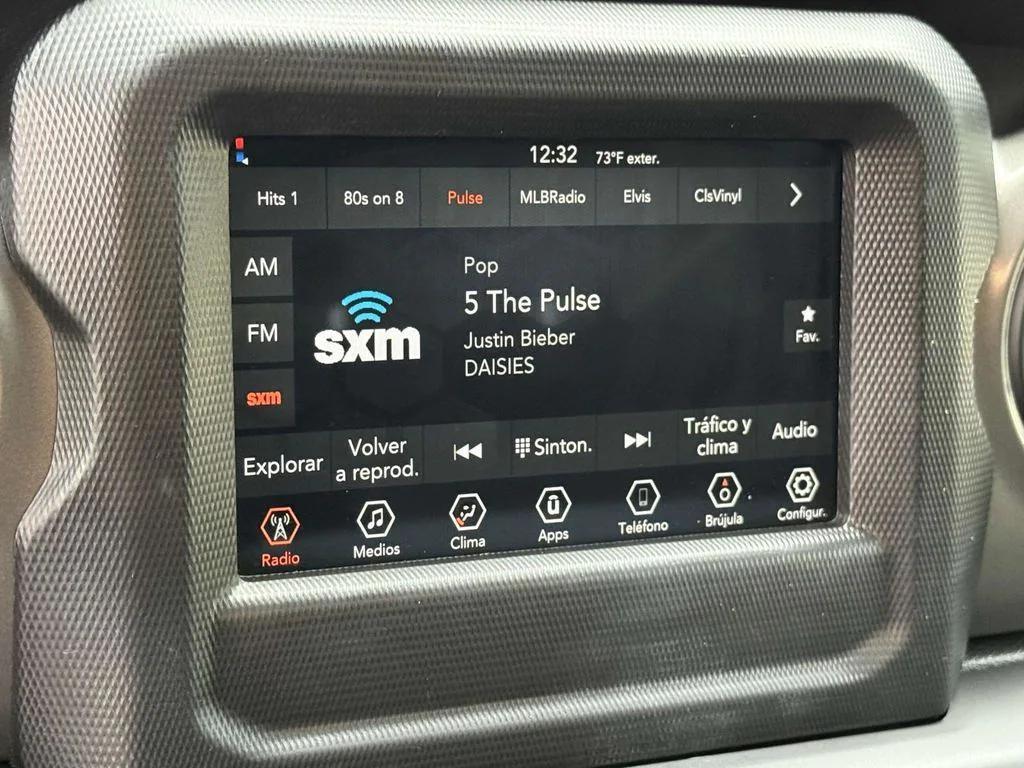 12:32 73°F exter.
Hits 1 80s on 8 Pulse MLBRadio Elvis ClsVinyl
AM
FM
sxm
sxm
Pop
5 The Pulse
Justin Bieber
DAISIES
Fav.
Explorar
Volver
a reprod.
Sinton.
Tráfico y
clima
Audio
Radio Medios Clima Apps Teléfono Brújula Configur.
O